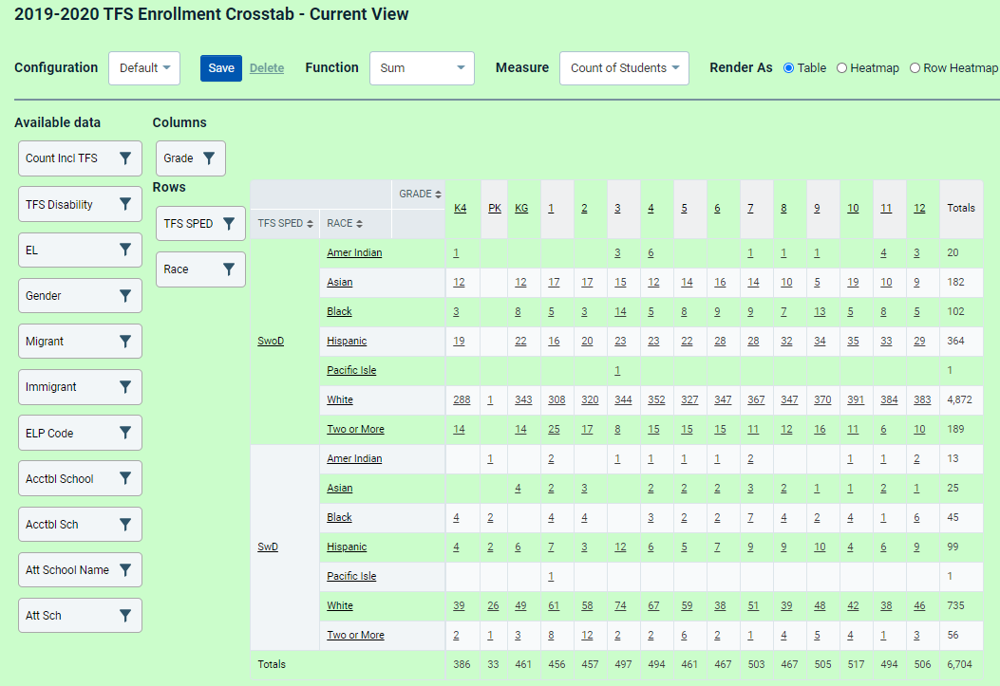 2019-2020 TFS Enrollment Crosstab - Current View
Configuration Default Save Delete Function Sum Measure Count of Students Render As Table Heatmap Row Heatmap
Available data
Count Incl TFS
TFS Disability
EL
Gender
Migrant
Immigrant
ELP Code
Acctbl School
Acctbl Sch
Att School Name
Att Sch
Columns
Grade
Rows
TFS SPED
Race
GRADE K4 PK KG 1 2 3 4 5 6 7 8 9 10 11 12 Totals
TFS SPED RACE
SwoD
Amer Indian 1 3 6 1 1 1 4 3 20
Asian 12 12 17 17 15 12 14 16 14 10 5 19 10 9 182
Black 3 8 5 3 14 5 8 9 9 7 13 5 8 5 102
Hispanic 19 22 16 20 23 23 22 28 28 32 34 35 33 29 364
Pacific Isle 1 1
White 288 1 343 308 320 344 352 327 347 367 347 370 391 384 383 4,872
Two or More 14 14 25 17 8 15 15 15 11 12 16 11 6 10 189
SwD
Amer Indian 1 2 1 1 1 1 2 1 1 2 13
Asian 4 2 3 2 2 2 3 2 1 1 2 1 25
Black 4 2 4 4 3 2 2 7 4 2 4 1 6 45
Hispanic 4 2 6 7 3 12 6 5 7 9 9 10 4 6 9 99
Pacific Isle 1 1
White 39 26 49 61 58 74 67 59 38 51 39 48 42 38 46 735
Two or More 2 1 3 8 12 2 2 6 2 1 4 5 4 1 3 56
Totals 386 33 461 456 457 497 494 461 467 503 467 505 517 494 506 6,704